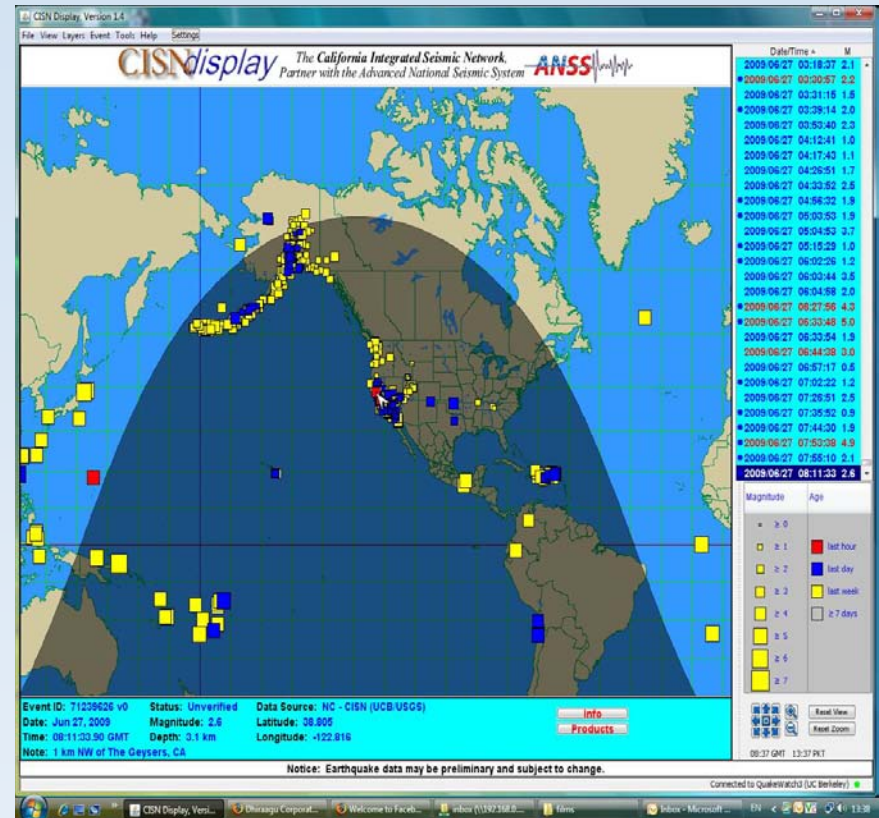 CISN Display, Version 1.4
File View Layers Event Tools Help Settings
CISNdisplay The California Integrated Seismic Network, ANSS
Partner with the Advanced National Seismic System
Date/Time M
2009/06/27 03:18:37 2.1
2009/06/27 03:30:57 2.2
2009/06/27 03:31:15 1.5
2009/06/27 03:39:14 2.0
2009/06/27 03:53:40 2.3
2009/06/27 04:12:41 1.0
2009/06/27 04:17:43 1.1
2009/06/27 04:26:51 1.7
2009/06/27 04:33:52 2.5
2009/06/27 04:56:32 1.9
2009/06/27 05:03:53 1.9
2009/06/27 05:04:53 3.7
2009/06/27 05:15:29 1.0
2009/06/27 06:02:26 1.2
2009/06/27 06:03:44 3.5
2009/06/27 06:04:58 2.0
2009/06/27 06:27:56 4.3
2009/06/27 06:33:48 5.0
2009/06/27 06:33:54 1.9
2009/06/27 06:44:38 3.0
2009/06/27 06:57:17 0.5
2009/06/27 07:02:22 1.2
2009/06/27 07:26:51 2.5
2009/06/27 07:35:52 0.9
2009/06/27 07:44:30 1.9
2009/06/27 07:53:38 4.9
2009/06/27 07:55:10 2.1
2009/06/27 08:11:33 2.6
Magnitude Age
≥ 0
≥ 1 last hour
≥ 2 last day
≥ 3 last week
≥ 4 ≥ 7 days
≥ 5
≥ 6
≥ 7
Reset View
Reset Zoom
08:37 GMT 13:37 PKT
Event ID: 71239626 v0 Status: Unverified Data Source: NC - CISN (UCB/USGS)
Date: Jun 27, 2009 Magnitude: 2.6 Latitude: 38.805
Time: 08:11:33.90 GMT Depth: 3.1 km Longitude: -122.816
Note: 1 km NW of The Geysers, CA
Info
Products
Notice: Earthquake data may be preliminary and subject to change.
Connected to QuakeWatch3 (UC Berkeley)
CISN Display, Versi... Dhiraagu Corporat... Welcome to Faceb... inbox (\\192.168.0.... films Inbox - Microsoft ... EN 13:38